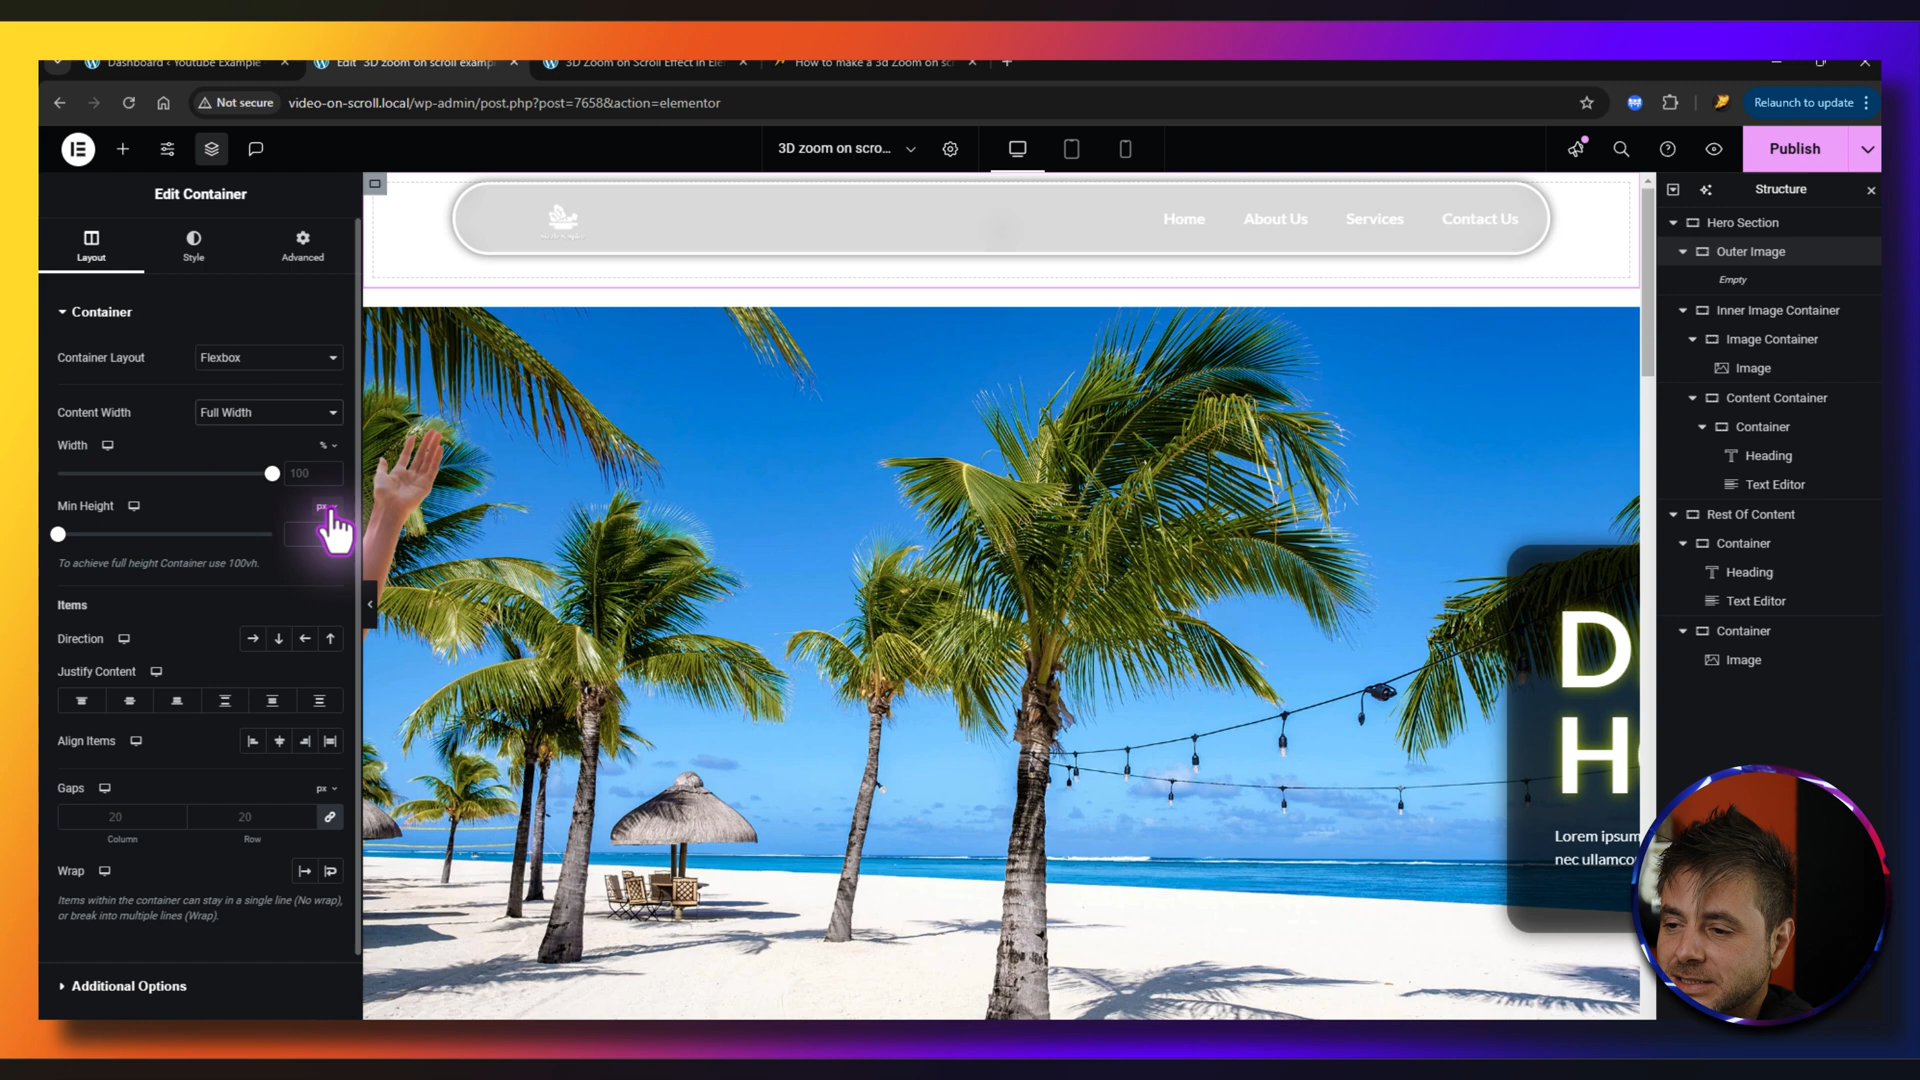 Dashboard ‹ Youtube Example
Edit "3D zoom on scroll exam
3D Zoom on Scroll Effect in Ele
How to make a 3d Zoom on sc
Not secure
video-on-scroll.local/wp-admin/post.php?post=7658&action=elementor
Relaunch to update
3D zoom on scro...
Publish
Edit Container
Layout
Style
Advanced
Container
Container Layout
Flexbox
Content Width
Full Width
Width
%
100
Min Height
px
To achieve full height Container use 100vh.
Items
Direction
Justify Content
Align Items
Gaps
px
20
20
Column
Row
Wrap
Items within the container can stay in a single line (No wrap),
or break into multiple lines (Wrap).
Additional Options
Home
About Us
Services
Contact Us
D
H
Lorem ipsum
nec ullamco
Structure
Hero Section
Outer Image
Empty
Inner Image Container
Image Container
Image
Content Container
Container
Heading
Text Editor
Rest Of Content
Container
Heading
Text Editor
Container
Image